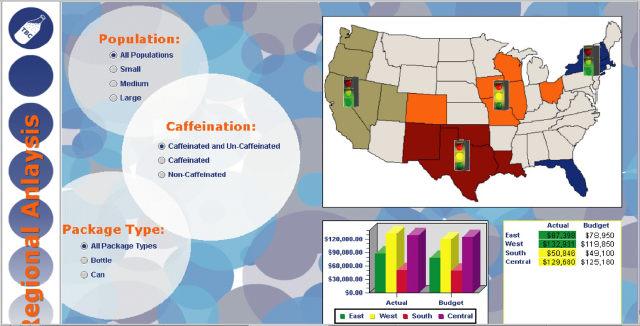 TBC
Regional Anlaysis
Population:
All Populations
Small
Medium
Large
Caffeination:
Caffeinated and Un-Caffeinated
Caffeinated
Non-Caffeinated
Package Type:
All Package Types
Bottle
Can
$120,000.00
$90,000.00
$60,000.00
$30,000.00
$0.00
Actual Budget
East West South Central
Actual Budget
East $87,398 $78,950
West $132,931 $119,850
South $50,846 $49,100
Central $129,680 $125,180